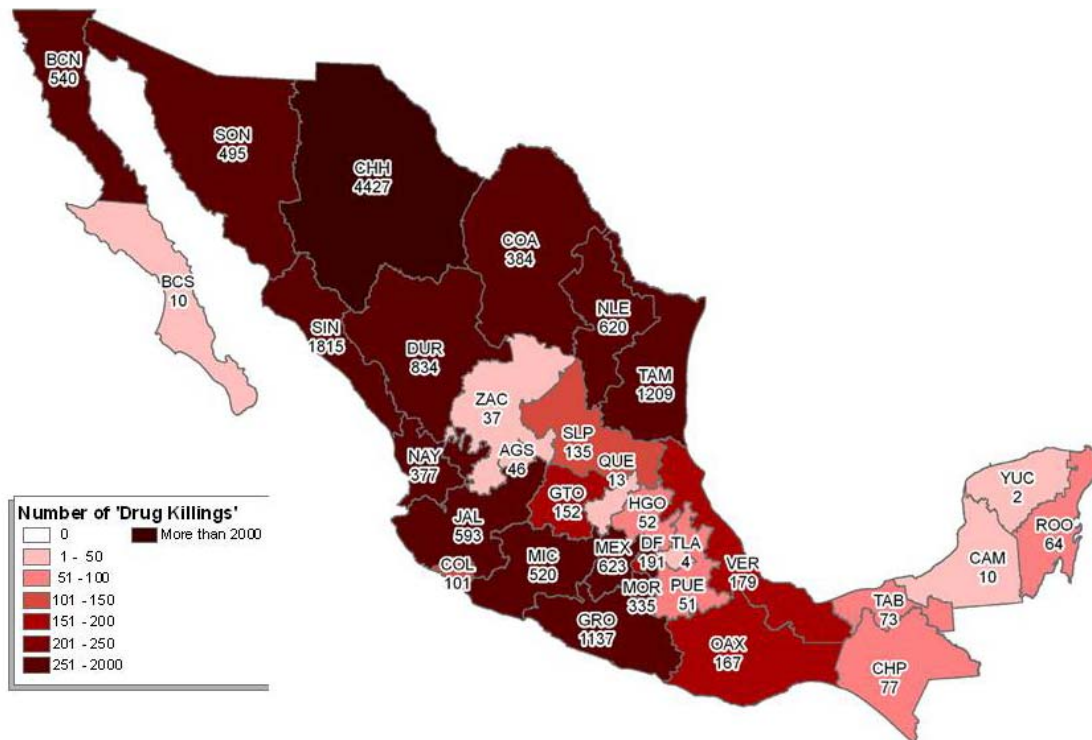 BCN
540
SON
495
CHH
4427
COA
384
BCS
10
NLE
620
SIN
1815
DUR
834
TAM
1209
ZAC
37
SLP
135
NAY
377
AGS
46
QUE
13
GTO
152
HGO
52
JAL
593
MIC
520
MEX
623
DF
191
TLA
4
VER
179
COL
101
MOR
335
PUE
51
GRO
1137
OAX
167
YUC
2
ROO
64
CAM
10
TAB
73
CHP
77
Number of 'Drug Killings'
0
More than 2000
1 - 50
51 - 100
101 - 150
151 - 200
201 - 250
251 - 2000